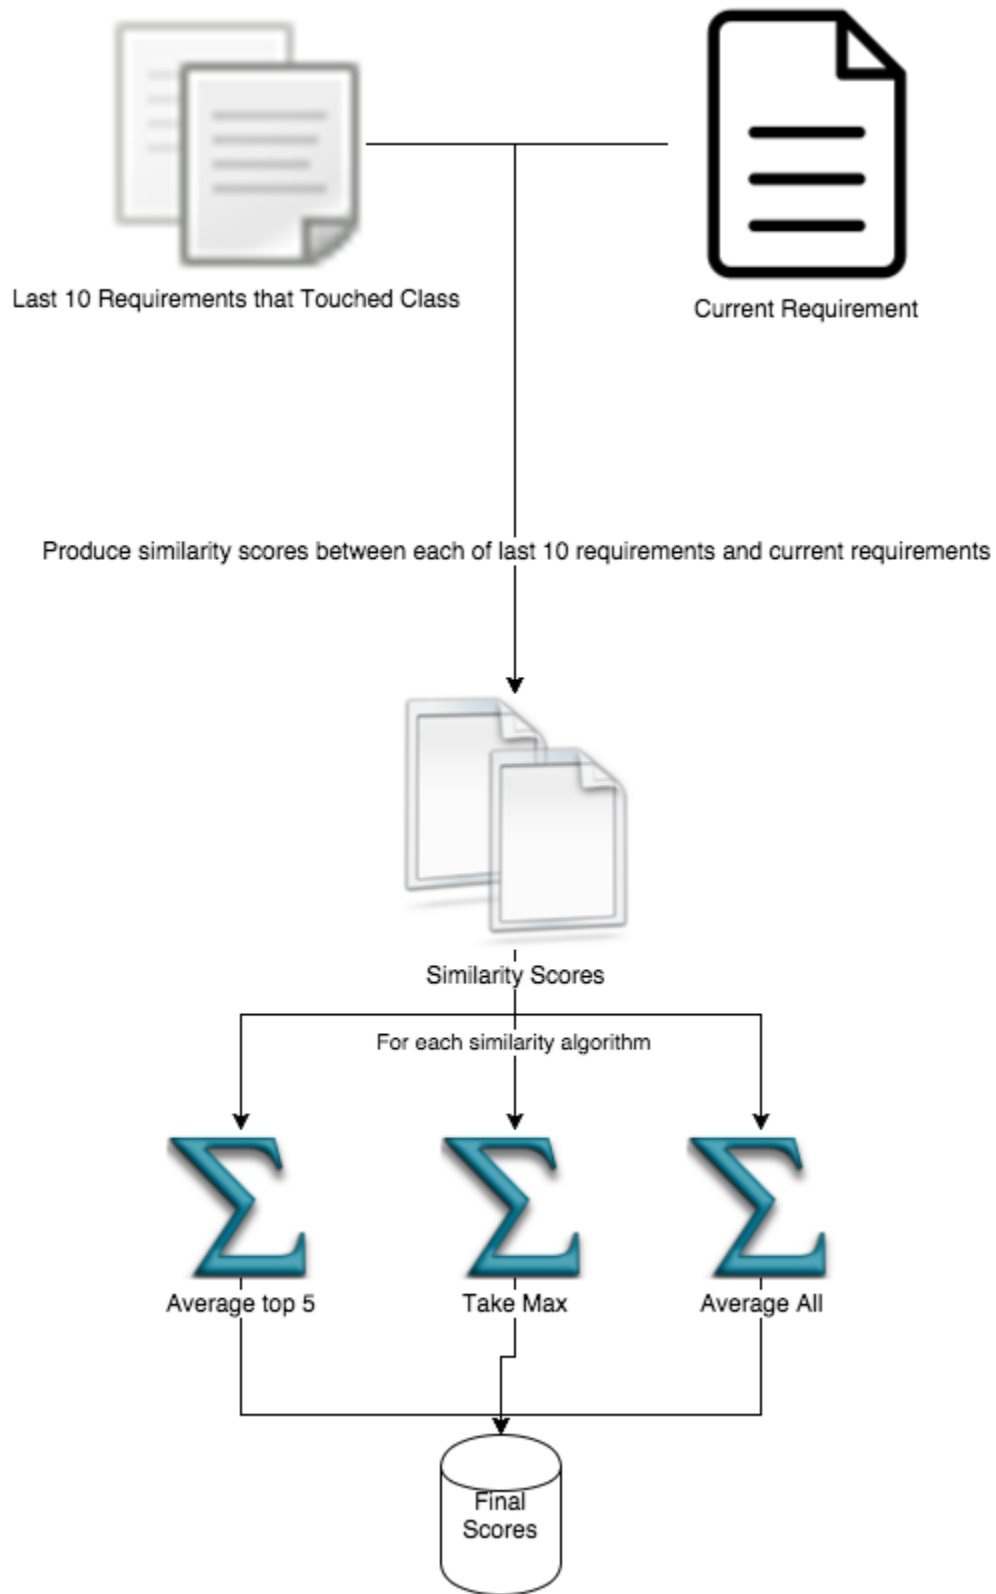 Last 10 Requirements that Touched Class
Current Requirement
Produce similarity scores between each of last 10 requirements and current requirements
Similarity Scores
For each similarity algorithm
Average top 5
Take Max
Average All
Final
Scores